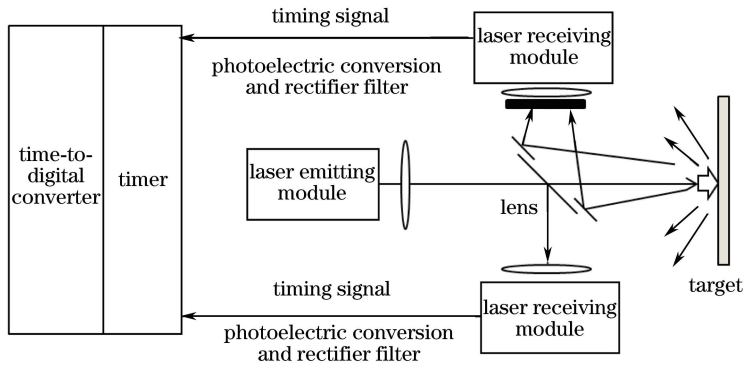 timing signal
laser receiving
module
photoelectric conversion
and rectifier filter
time-to-
digital
converter
timer
laser emitting
module
lens
target
timing signal
laser receiving
module
photoelectric conversion
and rectifier filter